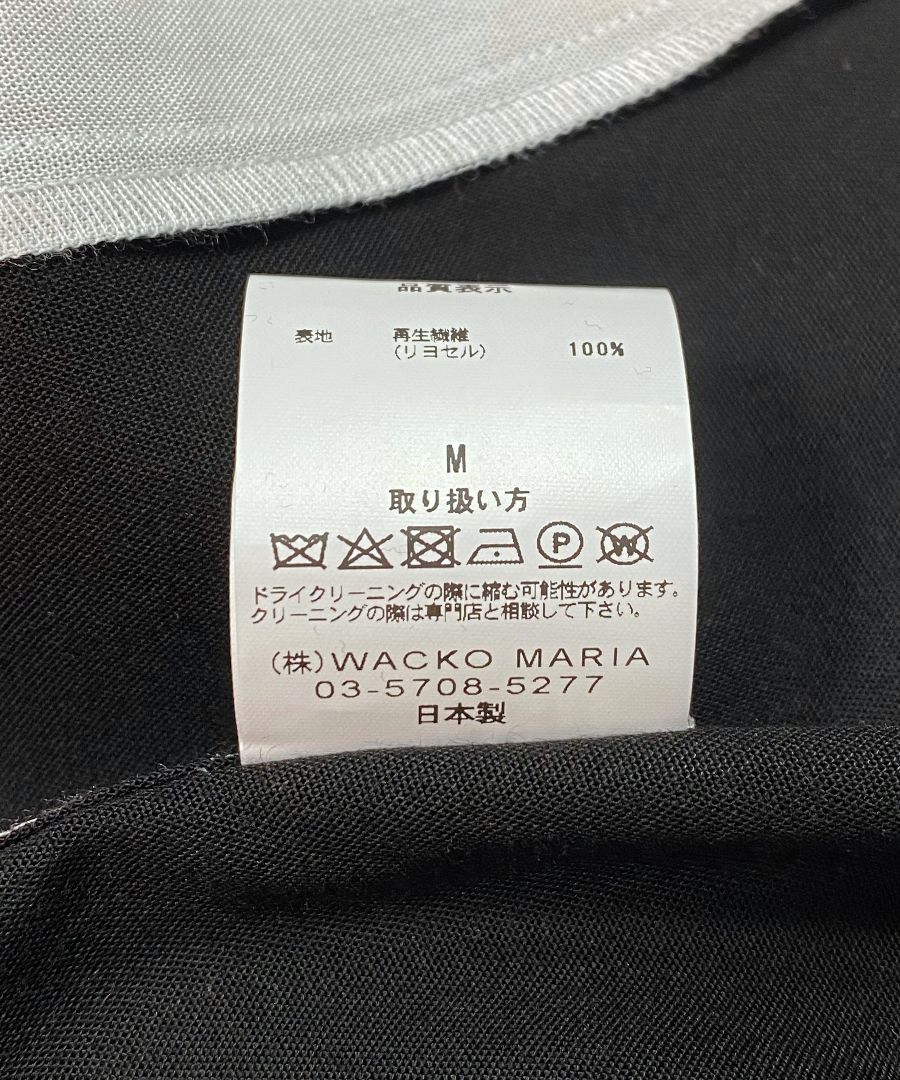 品質表示
表地 再生繊維 100%
(リヨセル)
M
取り扱い方
P W
ドライクリーニングの際に縮む可能性があります。
クリーニングの際は専門店と相談して下さい。
(株)WACKO MARIA
03-5708-5277
日本製